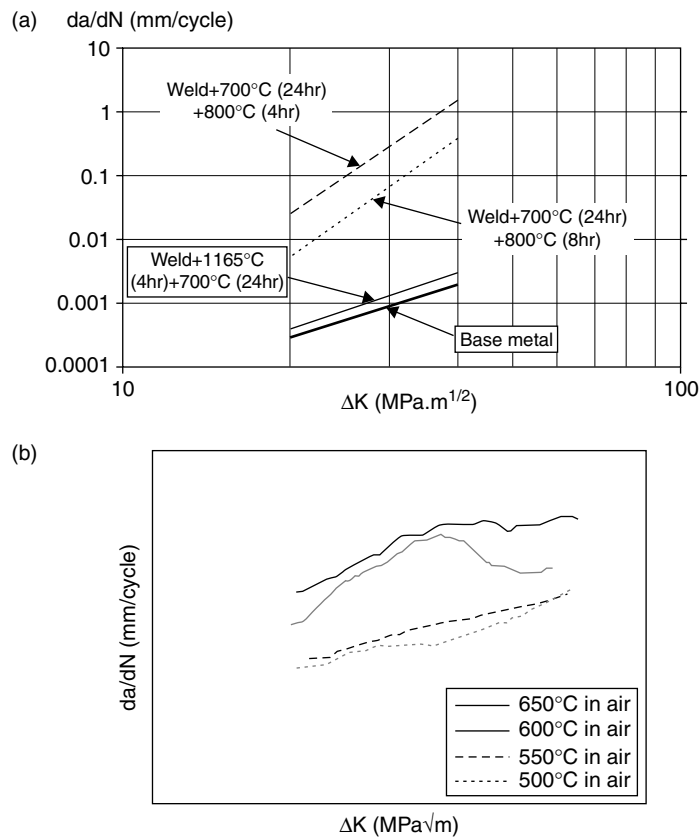 (a)
da/dN (mm/cycle)
10
1
0.1
0.01
0.001
0.0001
Weld+700°C (24hr)
+800°C (4hr)
Weld+700°C (24hr)
+800°C (8hr)
Weld+1165°C
(4hr)+700°C (24hr)
Base metal
10
100
ΔK (MPa.m^1/2)
(b)
da/dN (mm/cycle)
650°C in air
600°C in air
550°C in air
500°C in air
ΔK (MPa√m)